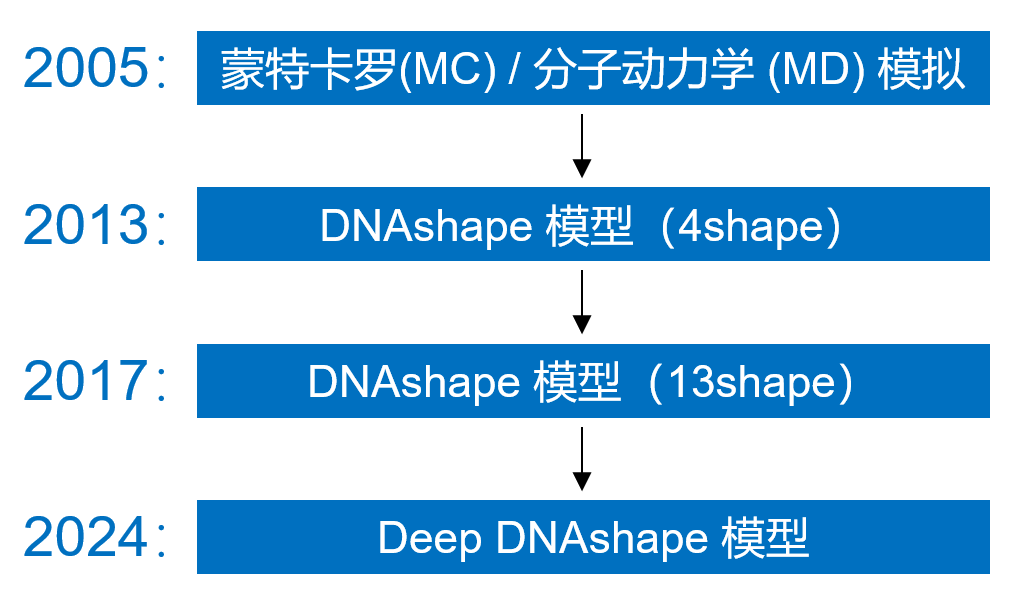 2005： 蒙特卡罗(MC) / 分子动力学 (MD) 模拟
2013： DNAshape 模型（4shape）
2017： DNAshape 模型（13shape）
2024： Deep DNAshape 模型